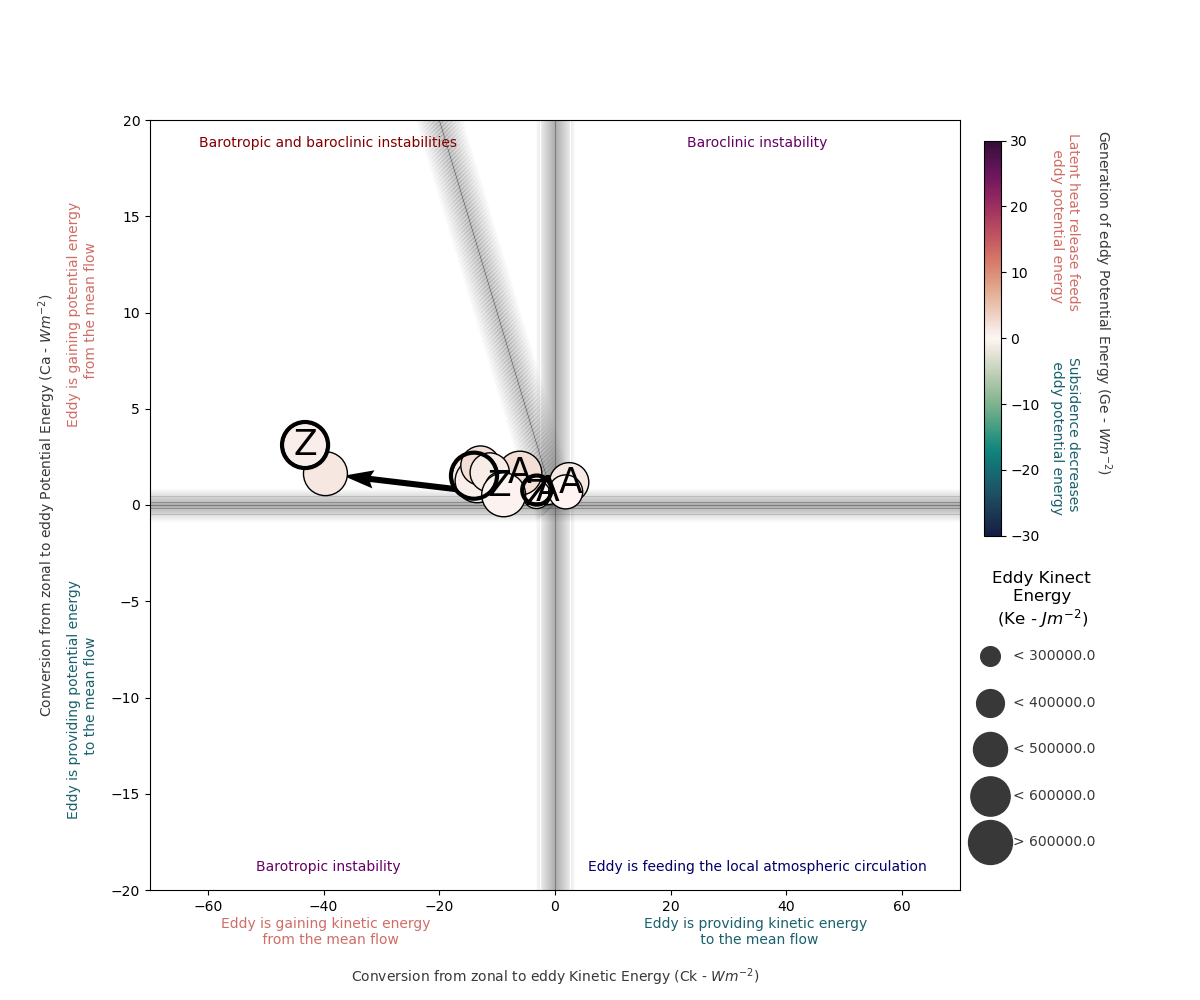 20
15
10
5
0
−5
−10
−15
−20
−60
−40
−20
0
20
40
60
Barotropic and baroclinic instabilities
Baroclinic instability
Barotropic instability
Eddy is feeding the local atmospheric circulation
Z
A
A
Z
Z
A
Conversion from zonal to eddy Potential Energy (Ca - Wm⁻²)
Eddy is gaining potential energy
from the mean flow
Eddy is providing potential energy
to the mean flow
Eddy is gaining kinetic energy
from the mean flow
Eddy is providing kinetic energy
to the mean flow
Conversion from zonal to eddy Kinetic Energy (Ck - Wm⁻²)
30
20
10
0
−10
−20
−30
Latent heat release feeds
eddy potential energy
Subsidence decreases
eddy potential energy
Generation of eddy Potential Energy (Ge - Wm⁻²)
Eddy Kinect
Energy
(Ke - Jm⁻²)
< 300000.0
< 400000.0
< 500000.0
< 600000.0
> 600000.0